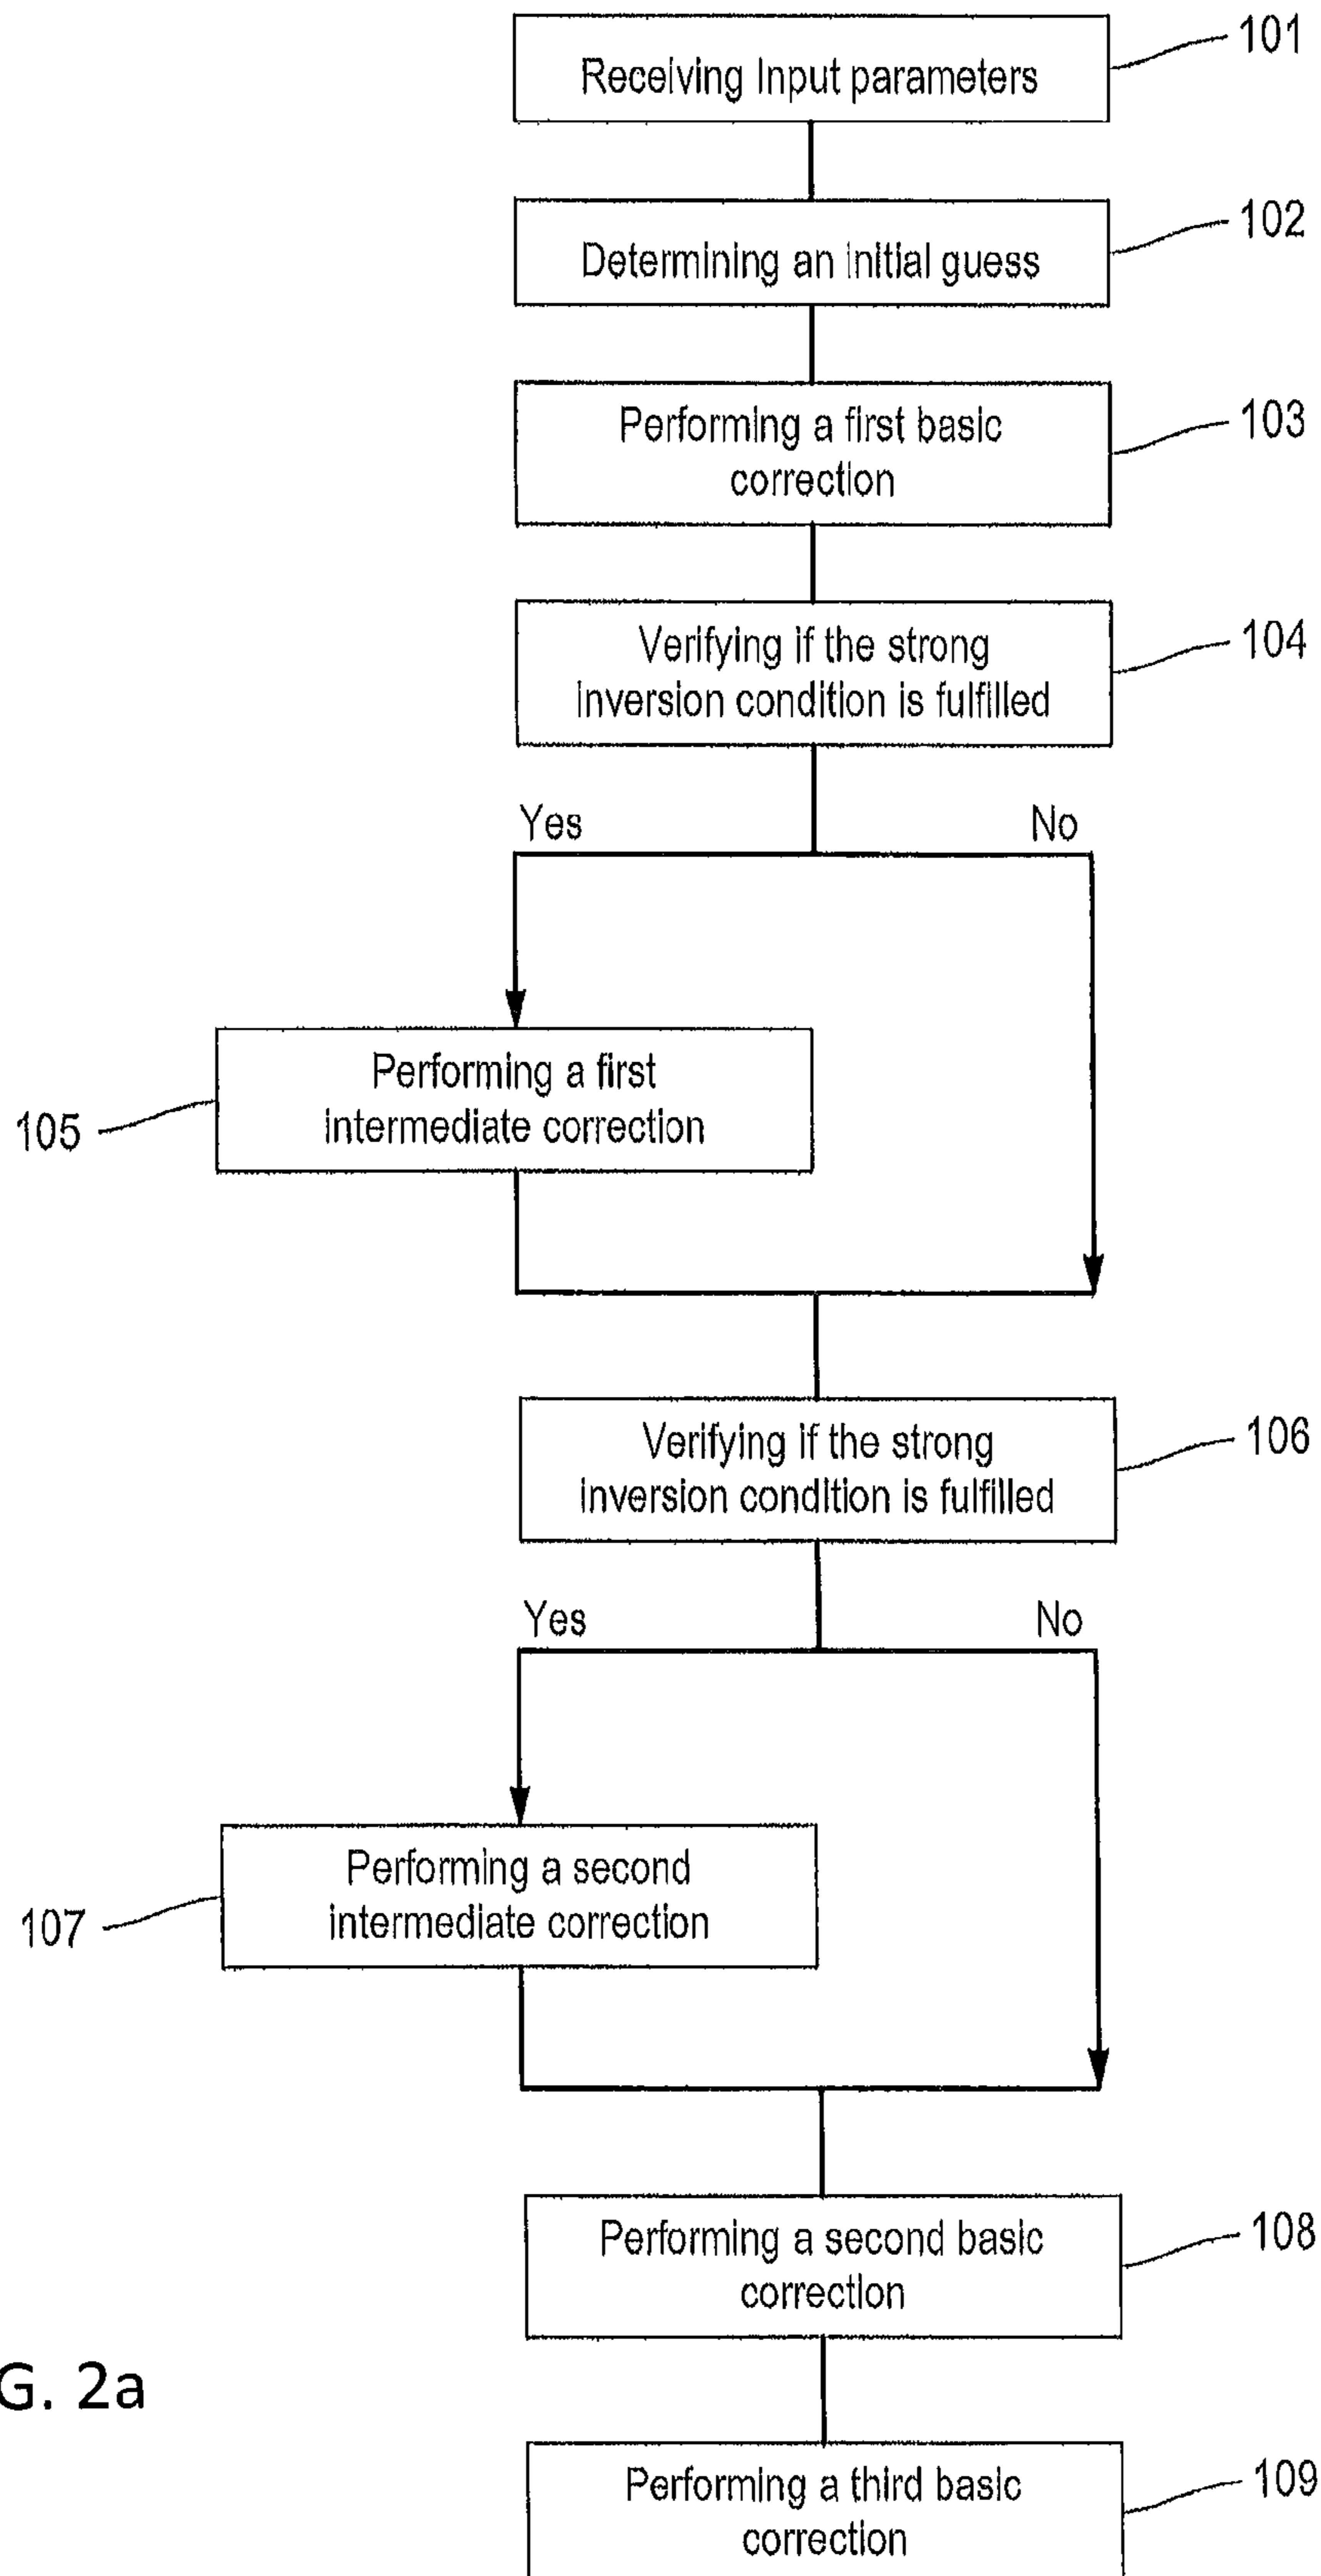 Receiving Input parameters
101
Determining an initial guess
102
Performing a first basic
correction
103
Verifying if the strong
inversion condition is fulfilled
104
Yes
No
Performing a first
intermediate correction
105
Verifying if the strong
inversion condition is fulfilled
106
Yes
No
Performing a second
intermediate correction
107
Performing a second basic
correction
108
G. 2a
Performing a third basic
correction
109